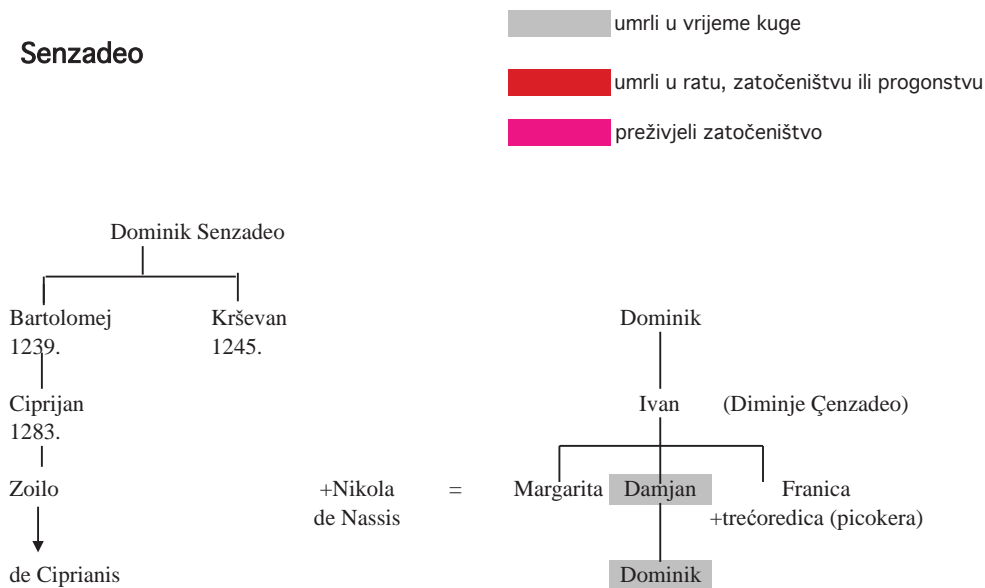 Senzadeo
umrli u vrijeme kuge
umrli u ratu, zatočeništvu ili progonstvu
preživjeli zatočeništvo
Dominik Senzadeo
Bartolomej Krševan Dominik
1239. 1245.
Ciprijan Ivan (Diminje Çenzadeo)
1283.
Zoilo +Nikola = Margarita Damjan Franica
de Nassis +trećoredica (picokera)
de Ciprianis Dominik